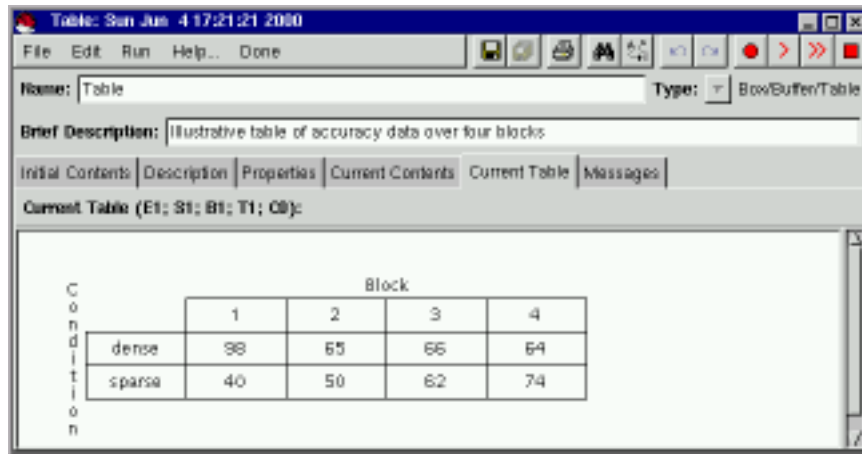 Table: Sun Jun 4 17:21:21 2000
File Edit Run Help... Done
Name: Table Type: Box/Buffer/Table
Brief Description: Illustrative table of accuracy data over four blocks
Initial Contents Description Properties Current Contents Current Table Messages
Current Table (E1; S1; B1; T1; C0):
Block
Condition
1 2 3 4
dense 98 65 66 64
sparse 40 50 62 74